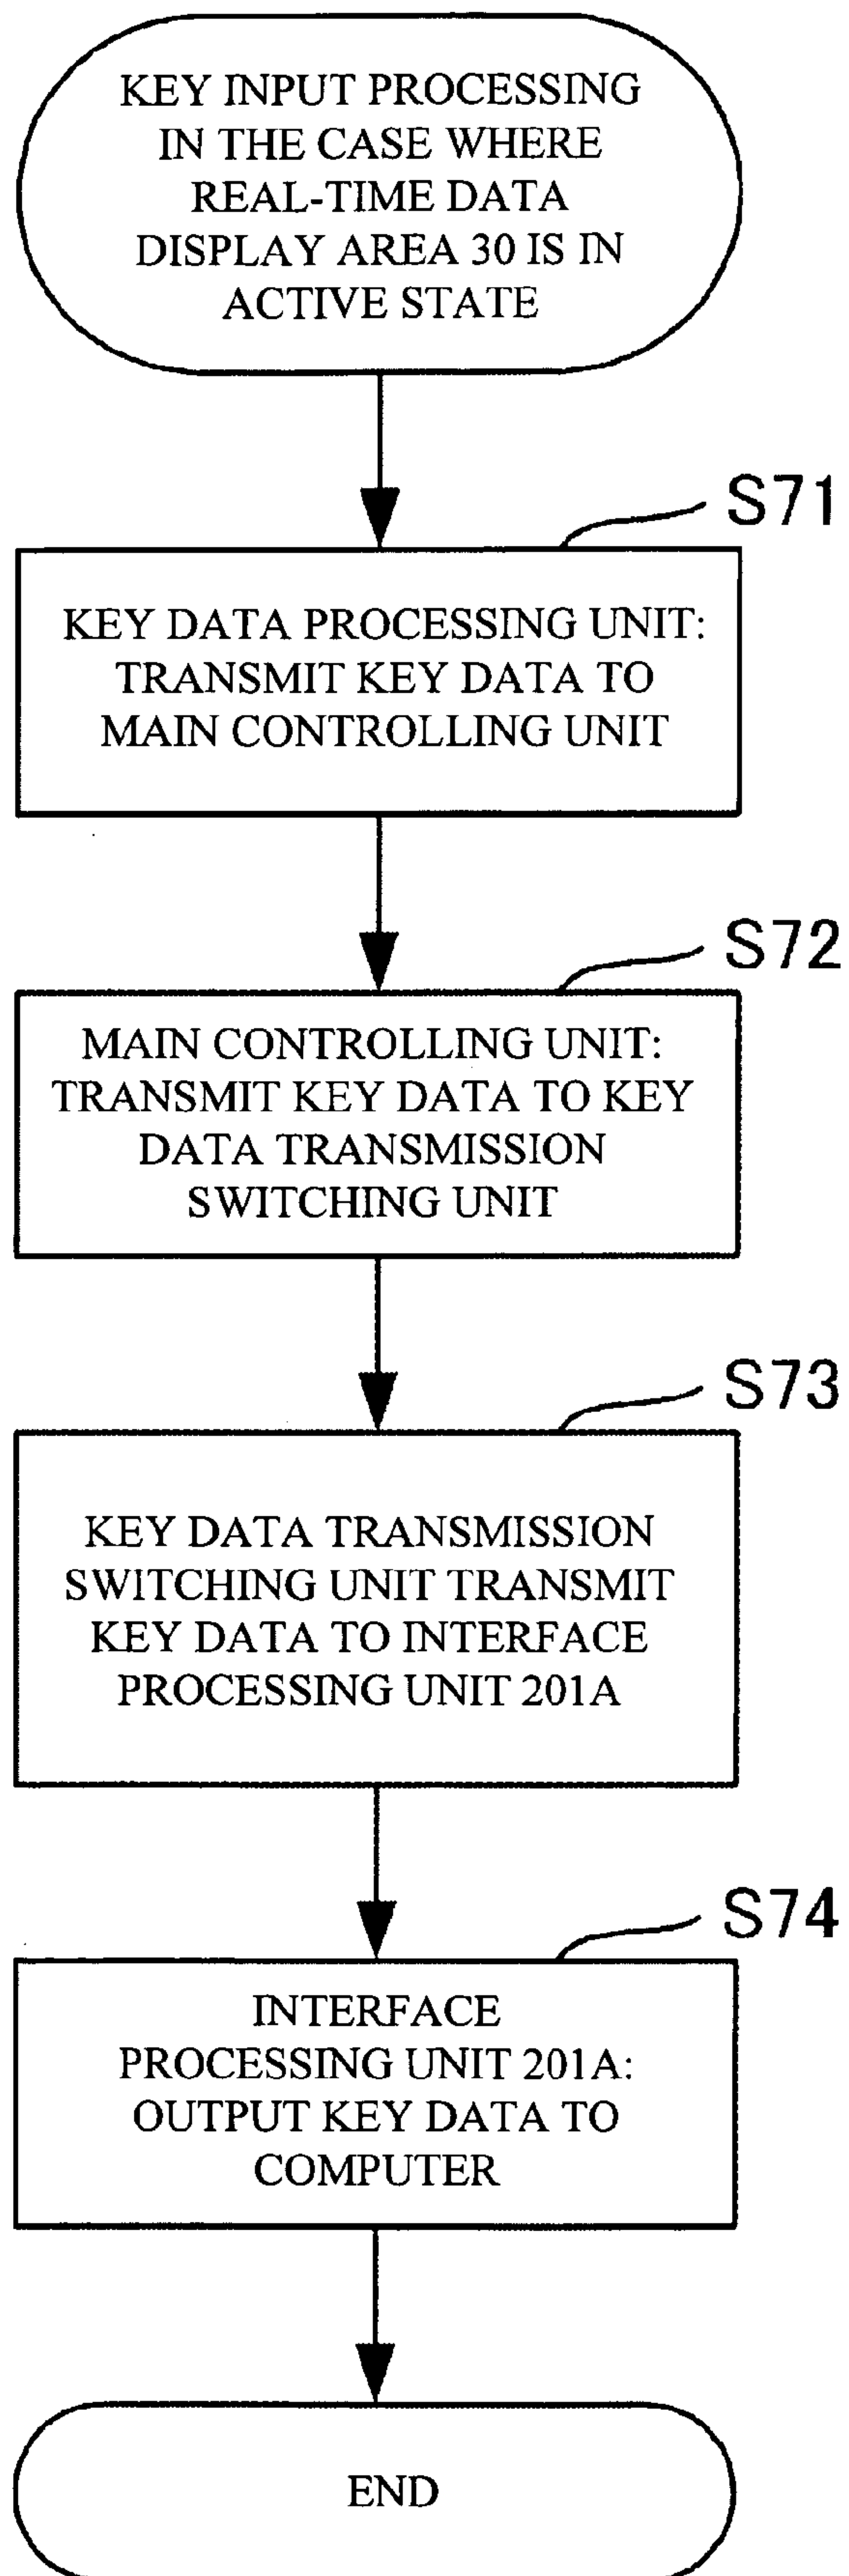 KEY INPUT PROCESSING
IN THE CASE WHERE
REAL-TIME DATA
DISPLAY AREA 30 IS IN
ACTIVE STATE
S71
KEY DATA PROCESSING UNIT:
TRANSMIT KEY DATA TO
MAIN CONTROLLING UNIT
S72
MAIN CONTROLLING UNIT:
TRANSMIT KEY DATA TO KEY
DATA TRANSMISSION
SWITCHING UNIT
S73
KEY DATA TRANSMISSION
SWITCHING UNIT TRANSMIT
KEY DATA TO INTERFACE
PROCESSING UNIT 201A
S74
INTERFACE
PROCESSING UNIT 201A:
OUTPUT KEY DATA TO
COMPUTER
END